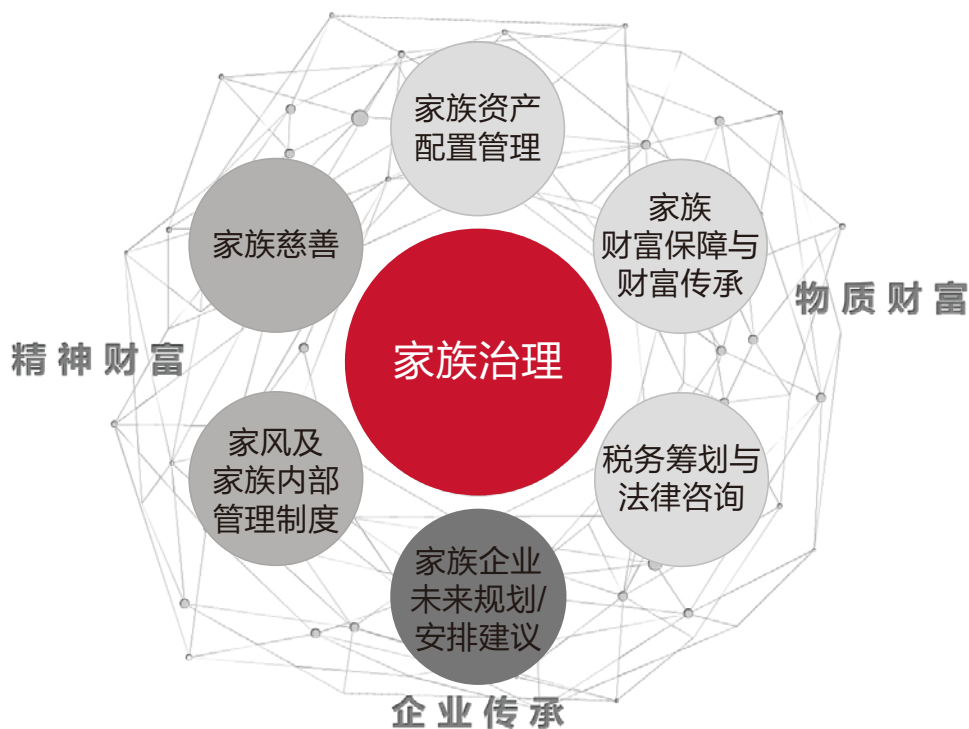 家族资产
配置管理
家族
财富保障与
财富传承
家族慈善
物质财富
精神财富
家族治理
家风及
家族内部
管理制度
税务筹划与
法律咨询
家族企业
未来规划/
安排建议
企业传承